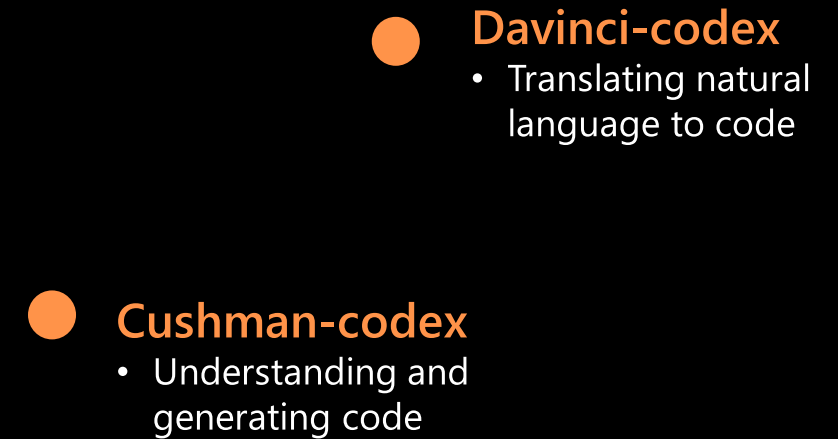 Davinci-codex
• Translating natural
language to code
Cushman-codex
• Understanding and
generating code